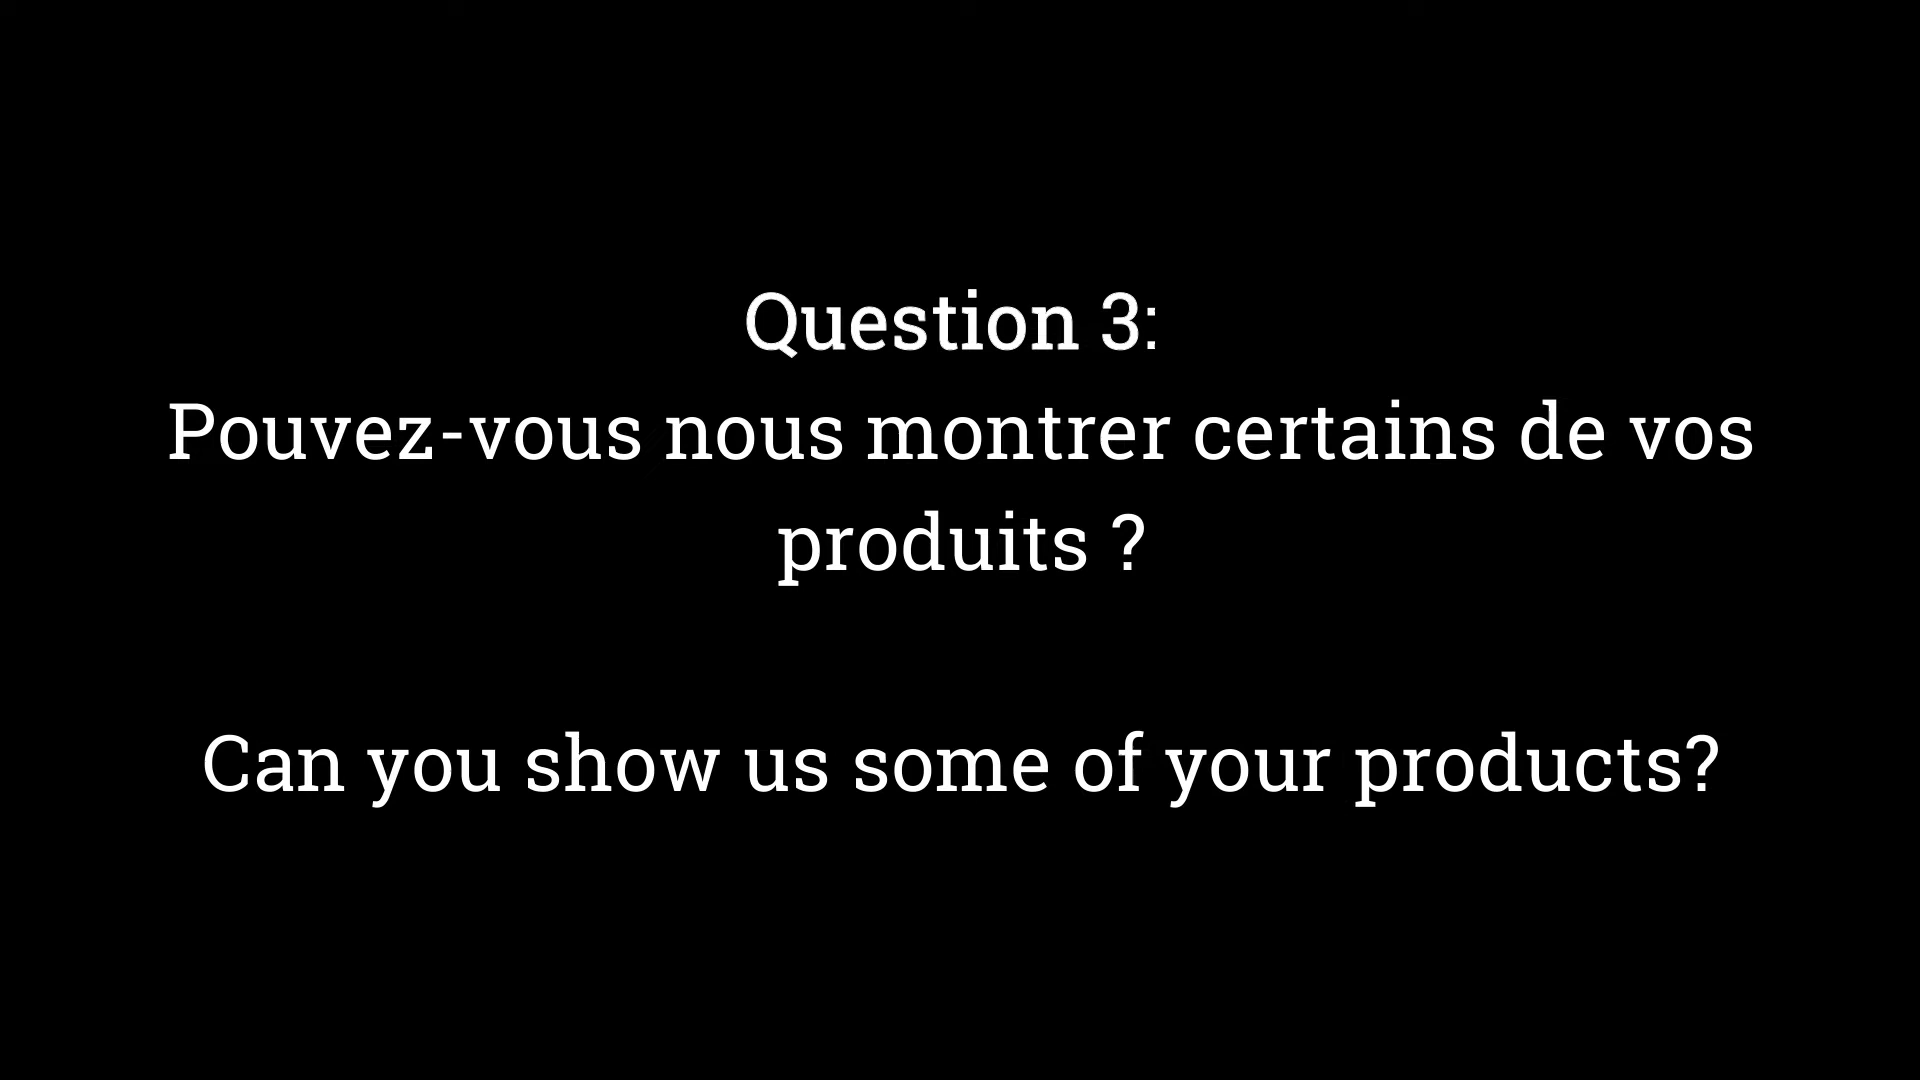 Question 3:
Pouvez-vous nous montrer certains de vos
produits ?
Can you show us some of your products?